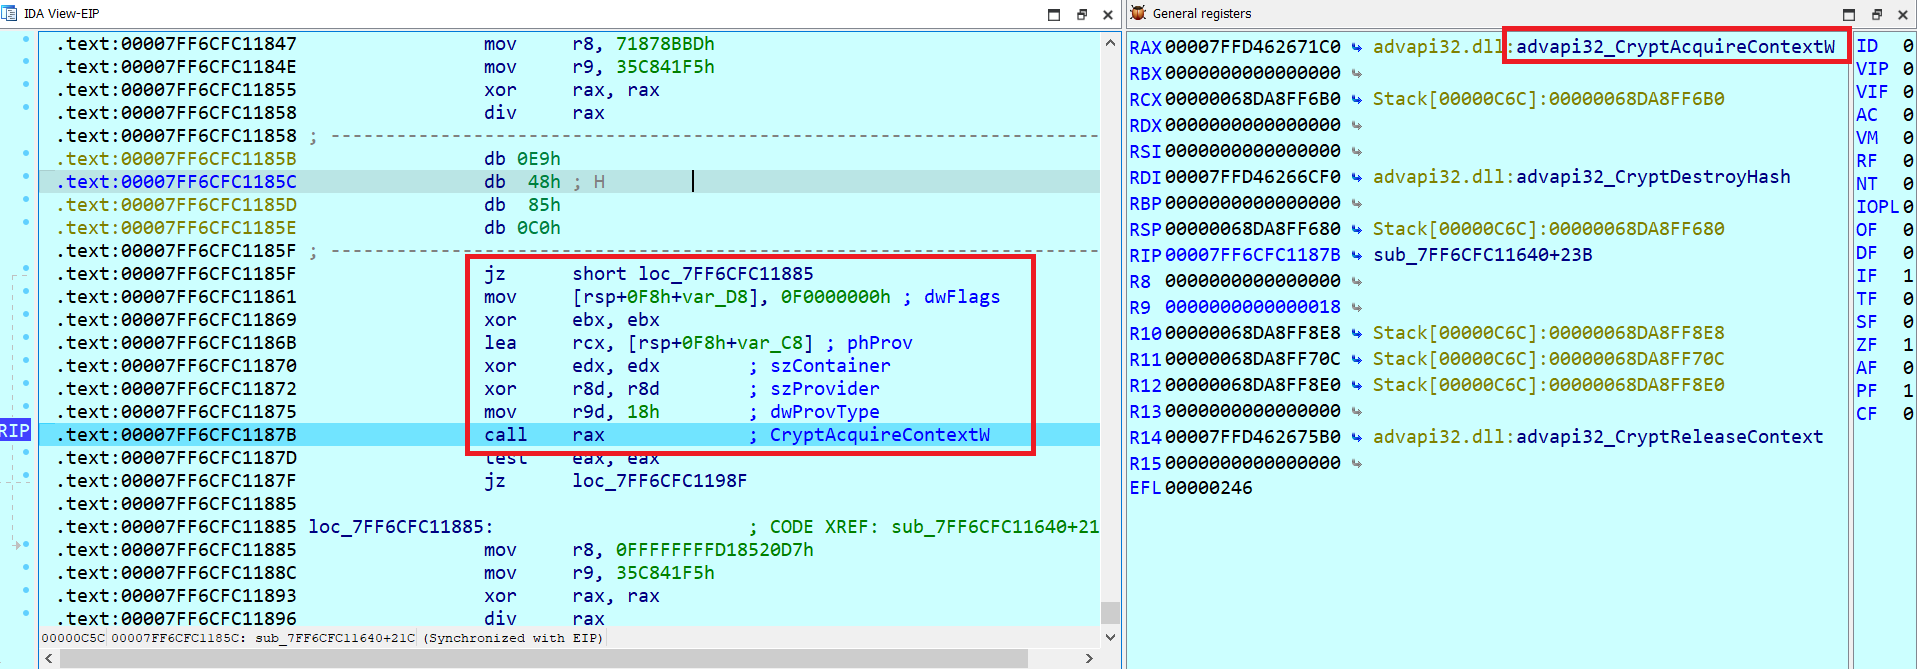 IDA View-EIP
.text:00007FF6CFC11847 mov r8, 71878BBDh
.text:00007FF6CFC1184E mov r9, 35C841F5h
.text:00007FF6CFC11855 xor rax, rax
.text:00007FF6CFC11858 div rax
.text:00007FF6CFC11858 ; ---------------------------------------------------------------------
.text:00007FF6CFC1185B db 0E9h
.text:00007FF6CFC1185C db 48h ; H
.text:00007FF6CFC1185D db 85h
.text:00007FF6CFC1185E db 0C0h
.text:00007FF6CFC1185F ; ---------------------------------------------------------------------
.text:00007FF6CFC1185F jz short loc_7FF6CFC11885
.text:00007FF6CFC11861 mov [rsp+0F8h+var_D8], 0F0000000h ; dwFlags
.text:00007FF6CFC11869 xor ebx, ebx
.text:00007FF6CFC1186B lea rcx, [rsp+0F8h+var_C8] ; phProv
.text:00007FF6CFC11870 xor edx, edx ; szContainer
.text:00007FF6CFC11872 xor r8d, r8d ; szProvider
.text:00007FF6CFC11875 mov r9d, 18h ; dwProvType
RIP .text:00007FF6CFC1187B call rax ; CryptAcquireContextW
.text:00007FF6CFC1187D test eax, eax
.text:00007FF6CFC1187F jz loc_7FF6CFC1198F
.text:00007FF6CFC11885
.text:00007FF6CFC11885 loc_7FF6CFC11885: ; CODE XREF: sub_7FF6CFC11640+21
.text:00007FF6CFC11885 mov r8, 0FFFFFFFFD18520D7h
.text:00007FF6CFC1188C mov r9, 35C841F5h
.text:00007FF6CFC11893 xor rax, rax
.text:00007FF6CFC11896 div rax
00000C5C 00007FF6CFC1185C: sub_7FF6CFC11640+21C (Synchronized with EIP)
General registers
RAX 00007FFD462671C0 advapi32.dll:advapi32_CryptAcquireContextW
RBX 0000000000000000
RCX 00000068DA8FF6B0 Stack[00000C6C]:00000068DA8FF6B0
RDX 0000000000000000
RSI 0000000000000000
RDI 00007FFD46266CF0 advapi32.dll:advapi32_CryptDestroyHash
RBP 0000000000000000
RSP 00000068DA8FF680 Stack[00000C6C]:00000068DA8FF680
RIP 00007FF6CFC1187B sub_7FF6CFC11640+23B
R8 0000000000000000
R9 0000000000000018
R10 00000068DA8FF8E8 Stack[00000C6C]:00000068DA8FF8E8
R11 00000068DA8FF70C Stack[00000C6C]:00000068DA8FF70C
R12 00000068DA8FF8E0 Stack[00000C6C]:00000068DA8FF8E0
R13 0000000000000000
R14 00007FFD462675B0 advapi32.dll:advapi32_CryptReleaseContext
R15 0000000000000000
EFL 00000246
ID 0
VIP 0
VIF 0
AC 0
VM 0
RF 0
NT 0
IOPL 0
OF 0
DF 0
IF 1
TF 0
SF 0
ZF 1
AF 0
PF 1
CF 0